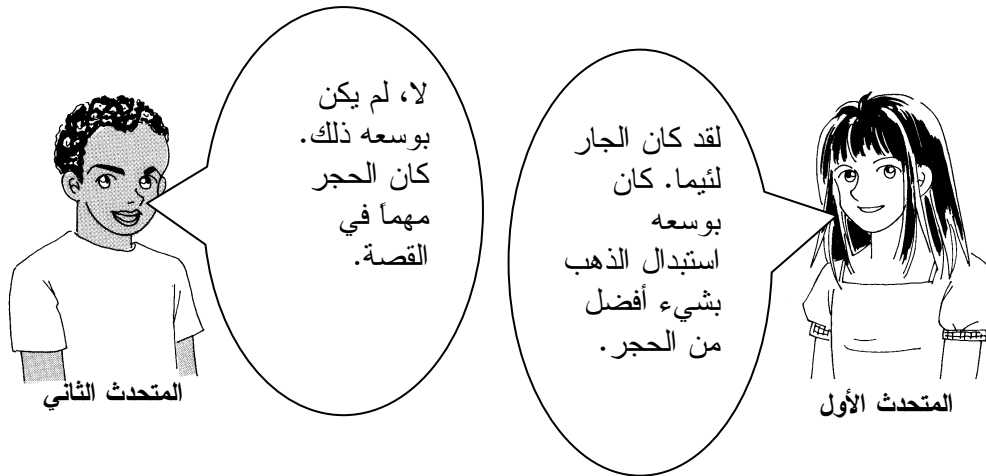 لقد كان الجار
لئيما. كان
بوسعه
استبدال الذهب
بشيء أفضل
من الحجر.
المتحدث الأول
لا، لم يكن
بوسعه ذلك.
كان الحجر
مهماً في
القصة.
المتحدث الثاني